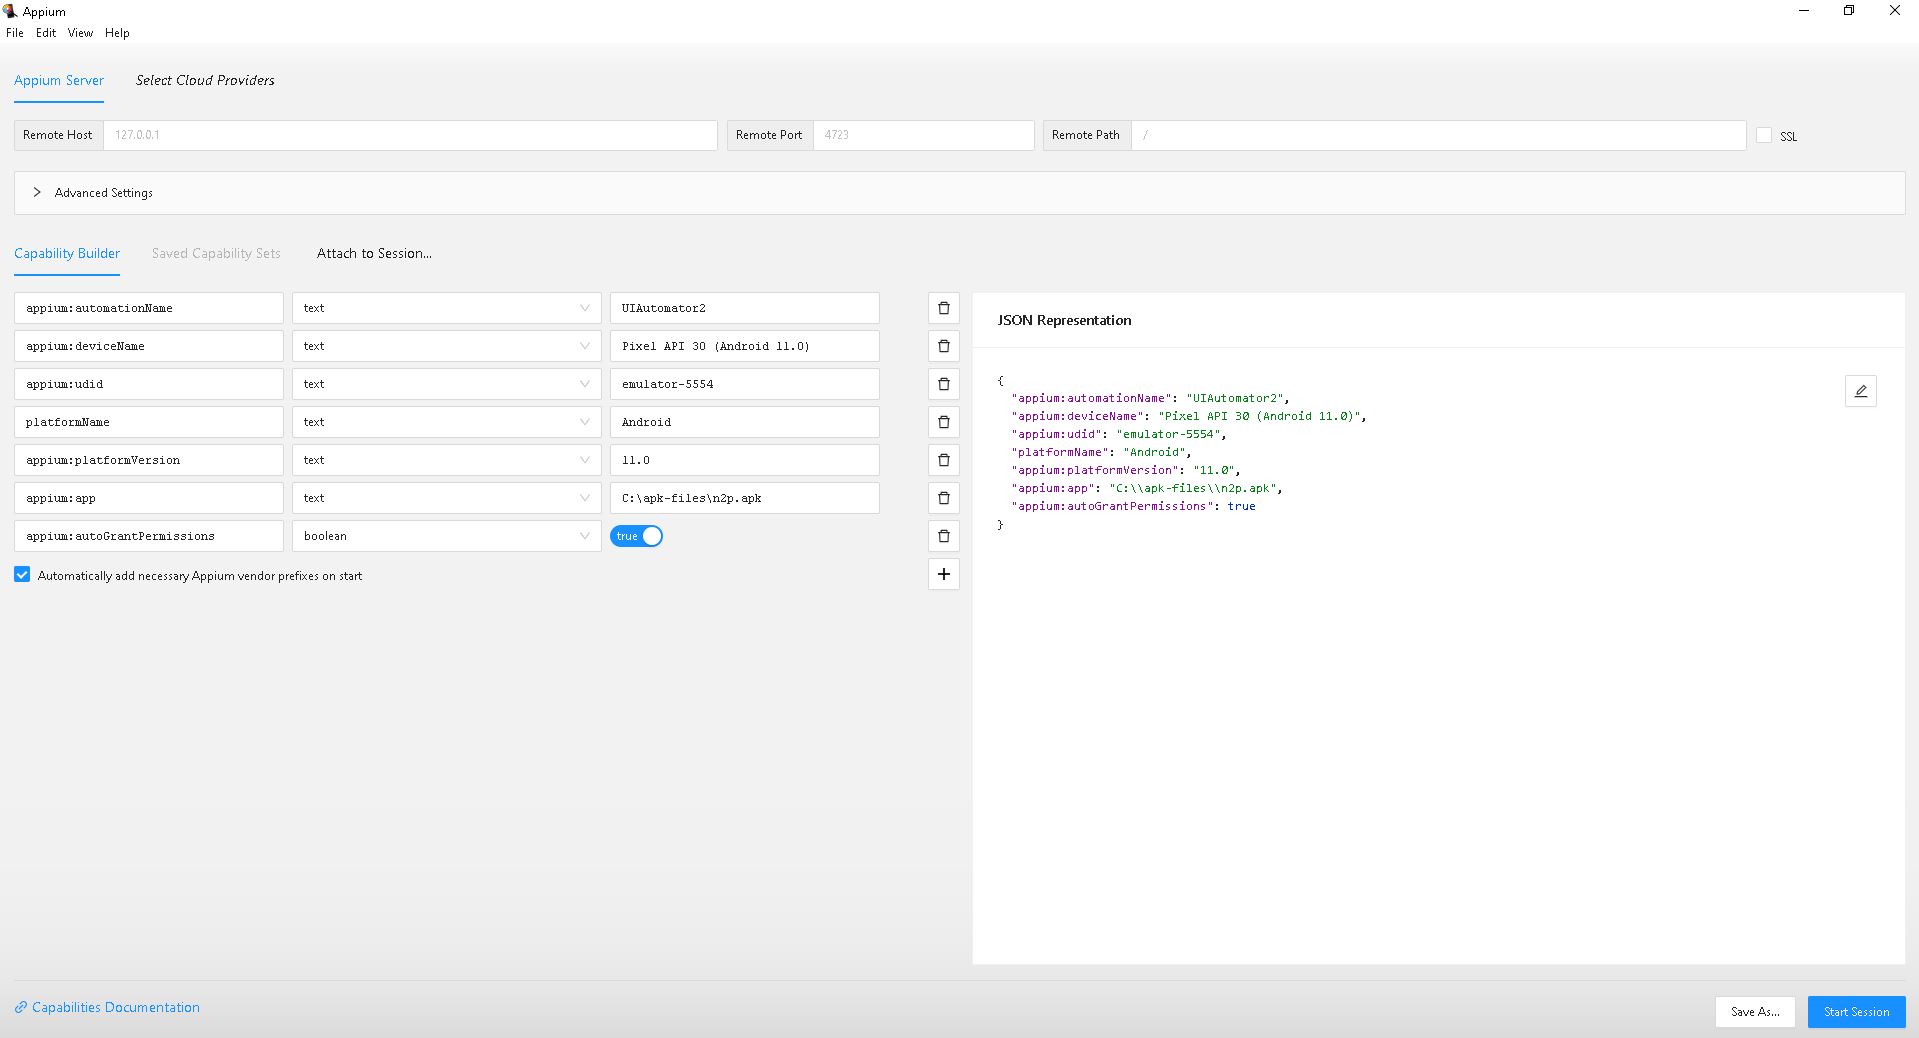 Appium
File Edit View Help
Appium Server Select Cloud Providers
Remote Host 127.0.0.1 Remote Port 4723 Remote Path / SSL
Advanced Settings
Capability Builder Saved Capability Sets Attach to Session...
appium:automationName text UIAutomator2
appium:deviceName text Pixel API 30 (Android 11.0)
appium:udid text emulator-5554
platformName text Android
appium:platformVersion text 11.0
appium:app text C:\apk-files\n2p.apk
appium:autoGrantPermissions boolean true
Automatically add necessary Appium vendor prefixes on start
JSON Representation
{
"appium:automationName": "UIAutomator2",
"appium:deviceName": "Pixel API 30 (Android 11.0)",
"appium:udid": "emulator-5554",
"platformName": "Android",
"appium:platformVersion": "11.0",
"appium:app": "C:\\apk-files\\n2p.apk",
"appium:autoGrantPermissions": true
}
Capabilities Documentation
Save As... Start Session